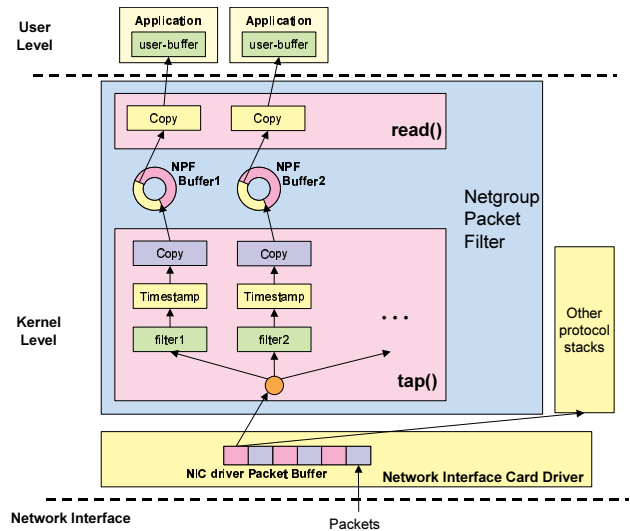 User
Level
Application
user-buffer
Application
user-buffer
Copy
Copy
read()
NPF
Buffer1
NPF
Buffer2
Netgroup
Packet
Filter
Copy
Copy
Timestamp
Timestamp
filter1
filter2
...
tap()
Kernel
Level
Other
protocol
stacks
NIC driver Packet Buffer
Network Interface Card Driver
Network Interface
Packets